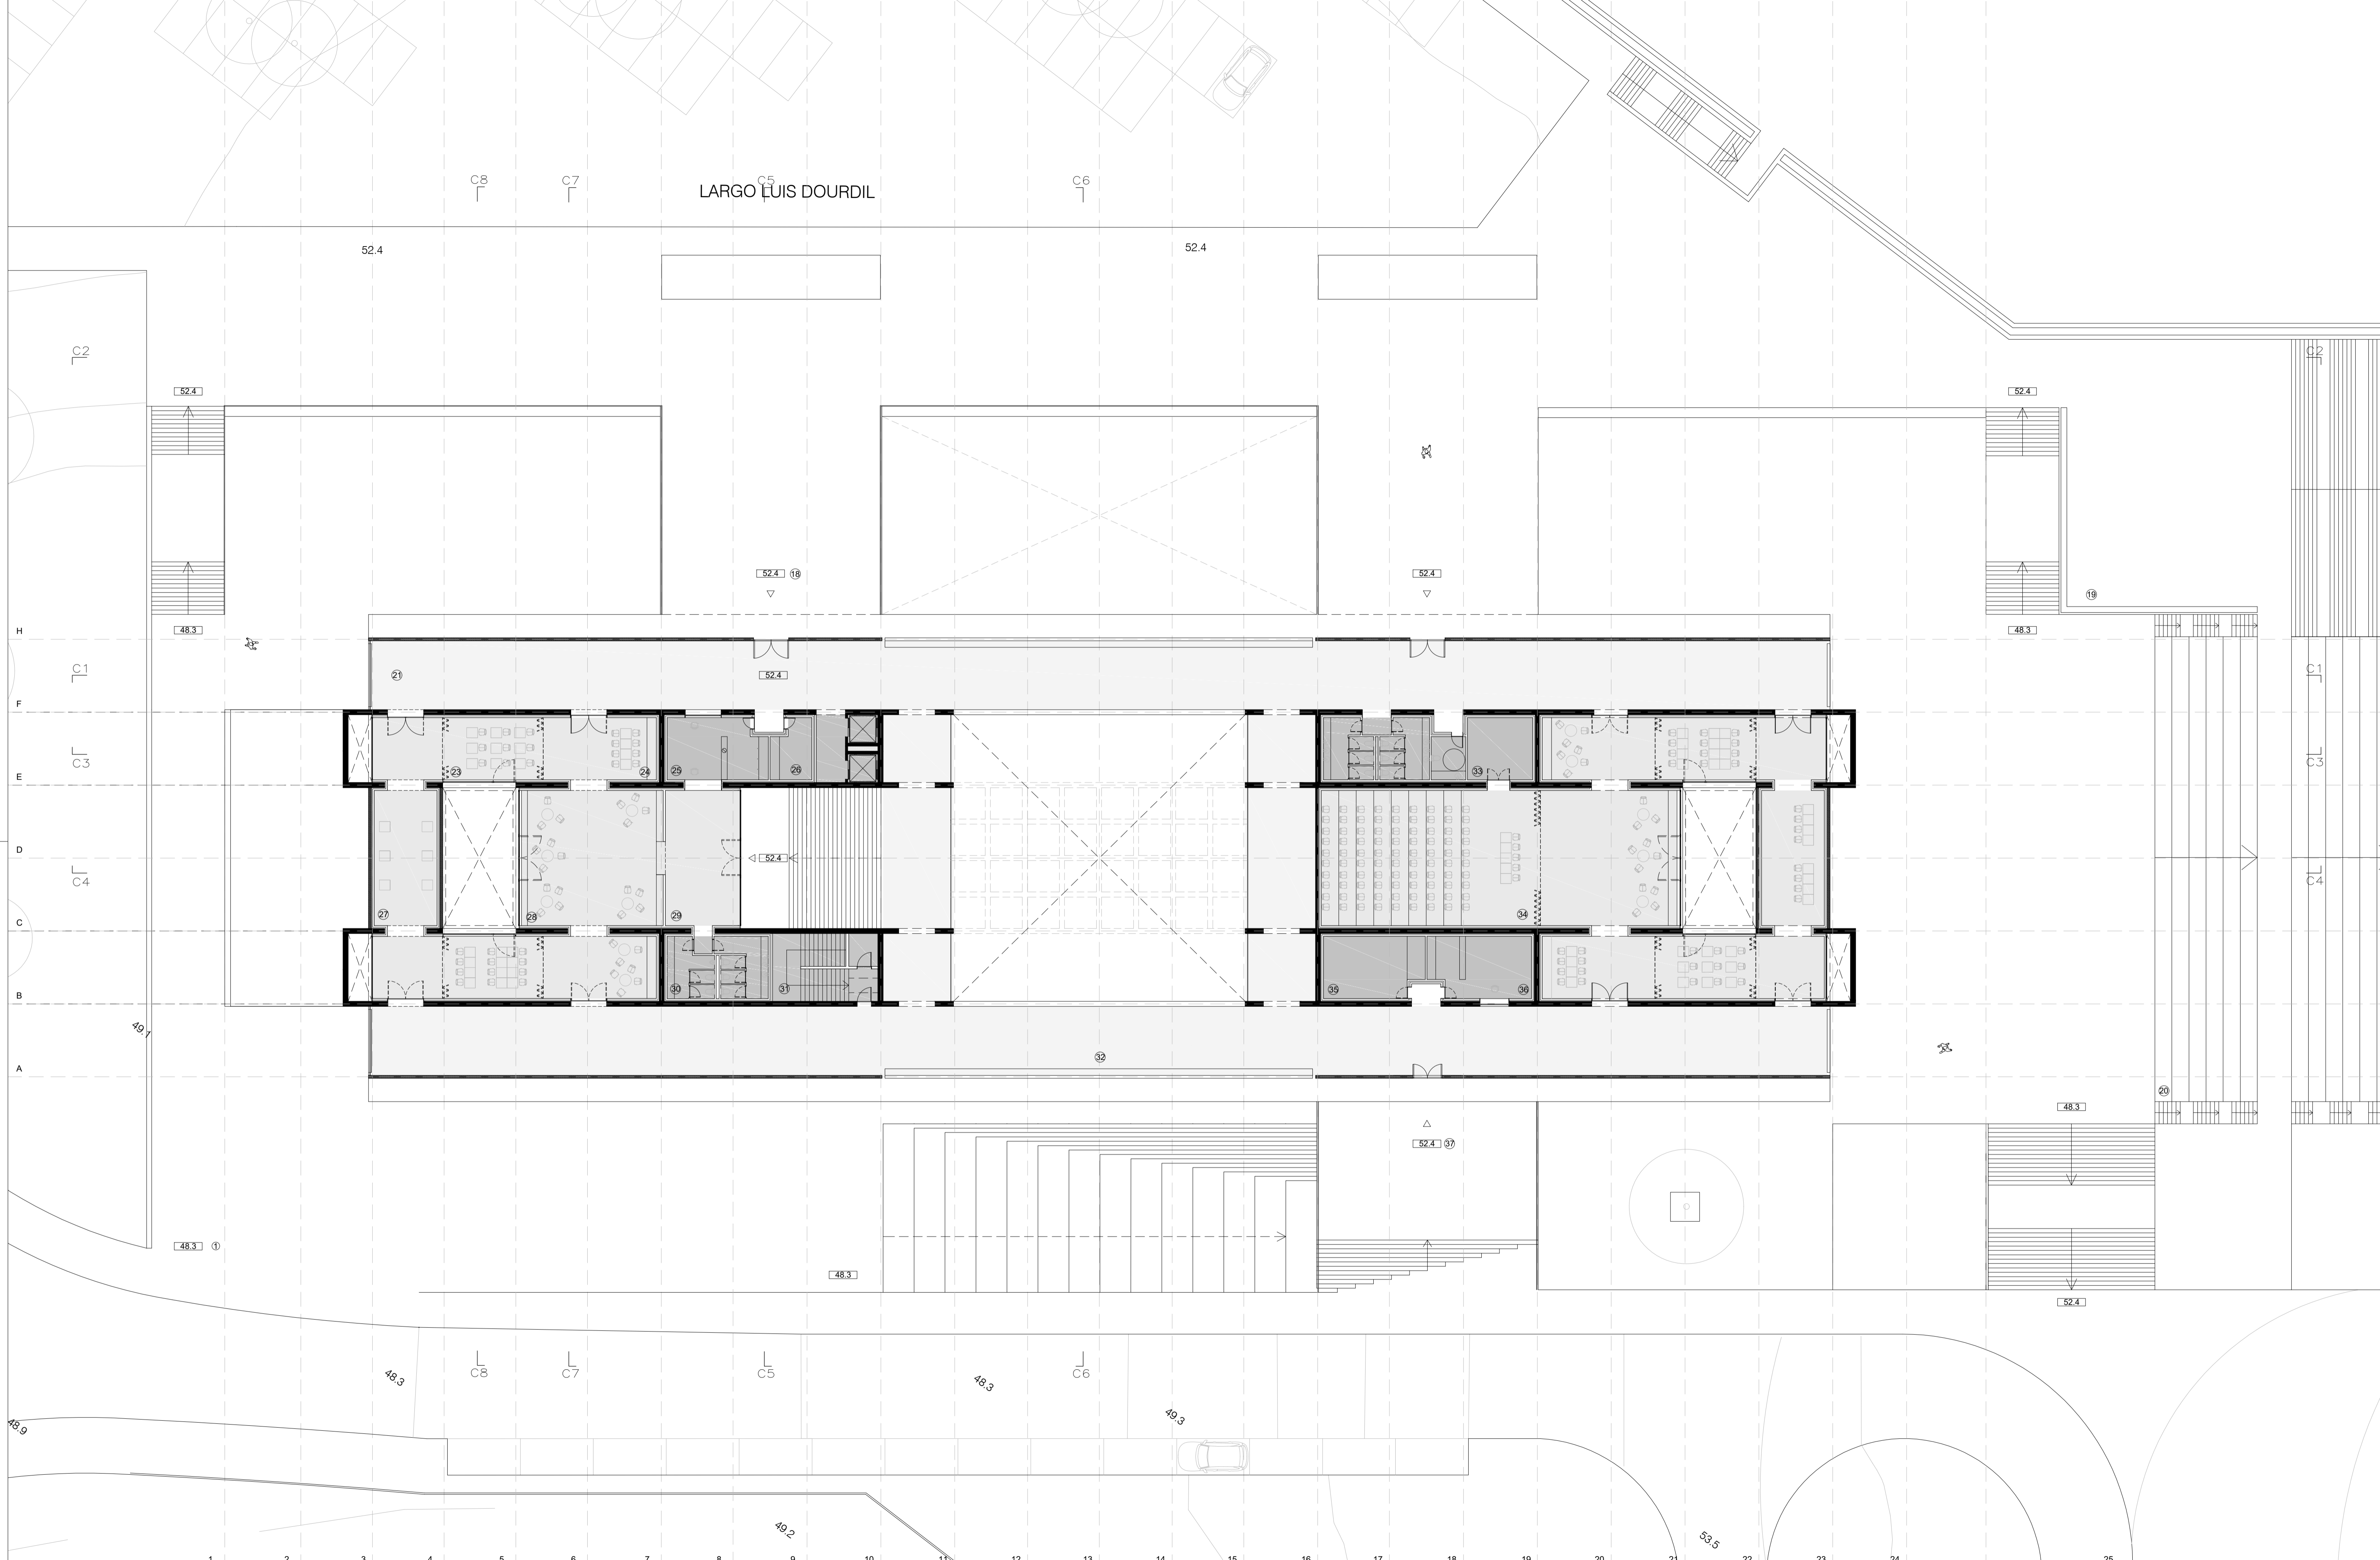 C8 C7 C5 C6
LARGO LUIS DOURDIL
52.4 52.4
C2 C2
52.4 52.4
52.4 18 52.4
19
H 48.3 48.3
C1 21 52.4 C1
F
C3 23 24 25 26 33 C3
E
D 52.4
C4 C4
27 28 29 34
C
30 31 35 36
B
49.1
32
A
20
48.3
52.4 37
48.3 1
48.3
52.4
C8 C7 C5 C6
48.3 48.3
49.3
48.9
49.2 53.5
1 2 3 4 5 6 7 8 9 10 11 12 13 14 15 16 17 18 19 20 21 22 23 24 25